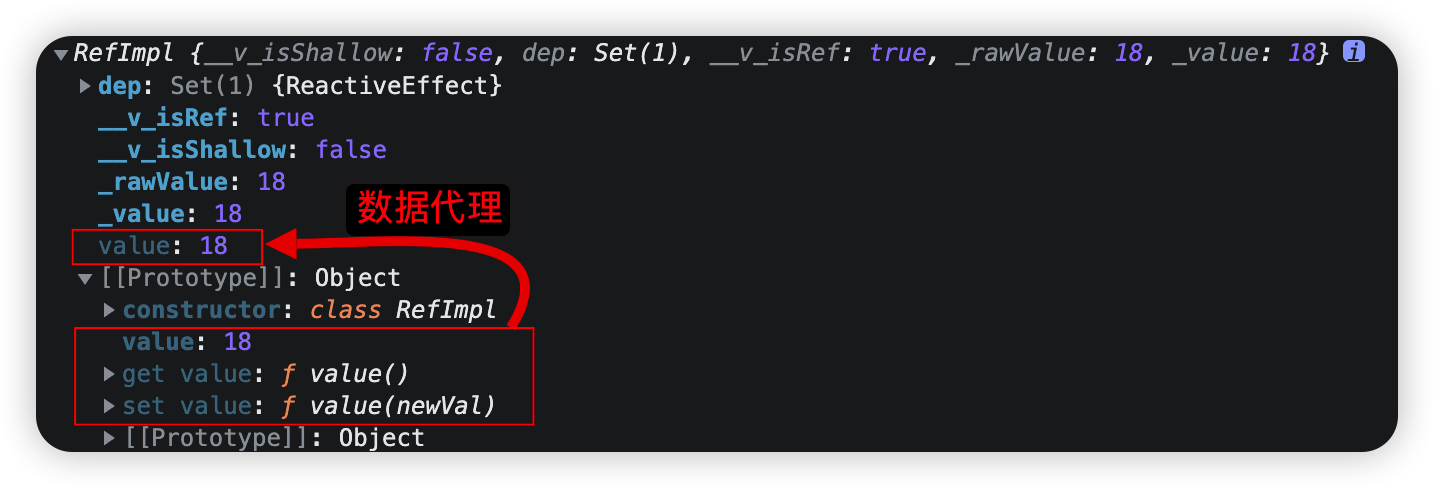 RefImpl {__v_isShallow: false, dep: Set(1), __v_isRef: true, _rawValue: 18, _value: 18} i
dep: Set(1) {ReactiveEffect}
__v_isRef: true
__v_isShallow: false
_rawValue: 18
_value: 18
数据代理
value: 18
[[Prototype]]: Object
constructor: class RefImpl
value: 18
get value: ƒ value()
set value: ƒ value(newVal)
[[Prototype]]: Object